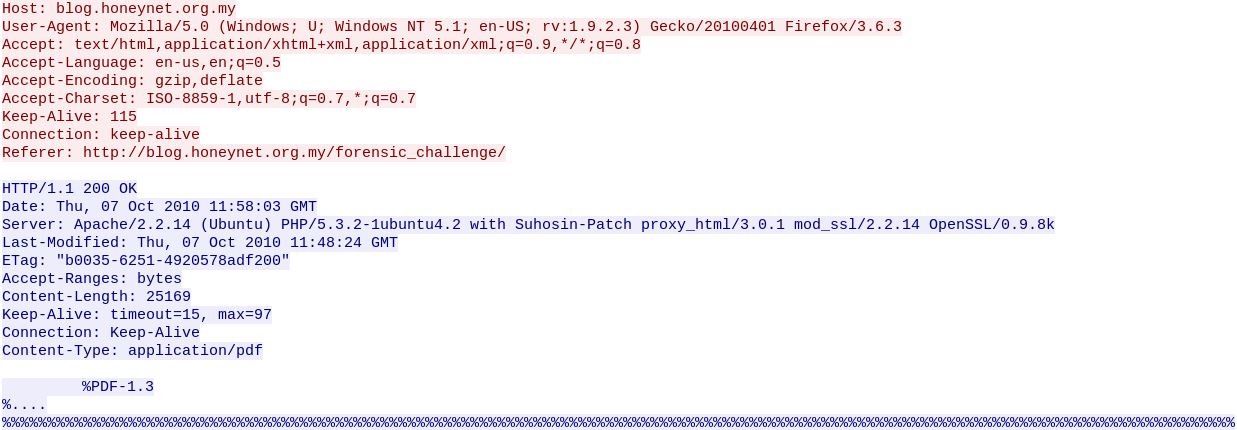 Host: blog.honeynet.org.my
User-Agent: Mozilla/5.0 (Windows; U; Windows NT 5.1; en-US; rv:1.9.2.3) Gecko/20100401 Firefox/3.6.3
Accept: text/html,application/xhtml+xml,application/xml;q=0.9,*/*;q=0.8
Accept-Language: en-us,en;q=0.5
Accept-Encoding: gzip,deflate
Accept-Charset: ISO-8859-1,utf-8;q=0.7,*;q=0.7
Keep-Alive: 115
Connection: keep-alive
Referer: http://blog.honeynet.org.my/forensic_challenge/
HTTP/1.1 200 OK
Date: Thu, 07 Oct 2010 11:58:03 GMT
Server: Apache/2.2.14 (Ubuntu) PHP/5.3.2-1ubuntu4.2 with Suhosin-Patch proxy_html/3.0.1 mod_ssl/2.2.14 OpenSSL/0.9.8k
Last-Modified: Thu, 07 Oct 2010 11:48:24 GMT
ETag: "b0035-6251-4920578adf200"
Accept-Ranges: bytes
Content-Length: 25169
Keep-Alive: timeout=15, max=97
Connection: Keep-Alive
Content-Type: application/pdf
%PDF-1.3
%....
%%%%%%%%%%%%%%%%%%%%%%%%%%%%%%%%%%%%%%%%%%%%%%%%%%%%%%%%%%%%%%%%%%%%%%%%%%%%%%%%%%%%%%%%%%%%%%%%%%%%%%%%%%%%%%%%%%%%%%%%%%%%%%%%%%%%%%%%%